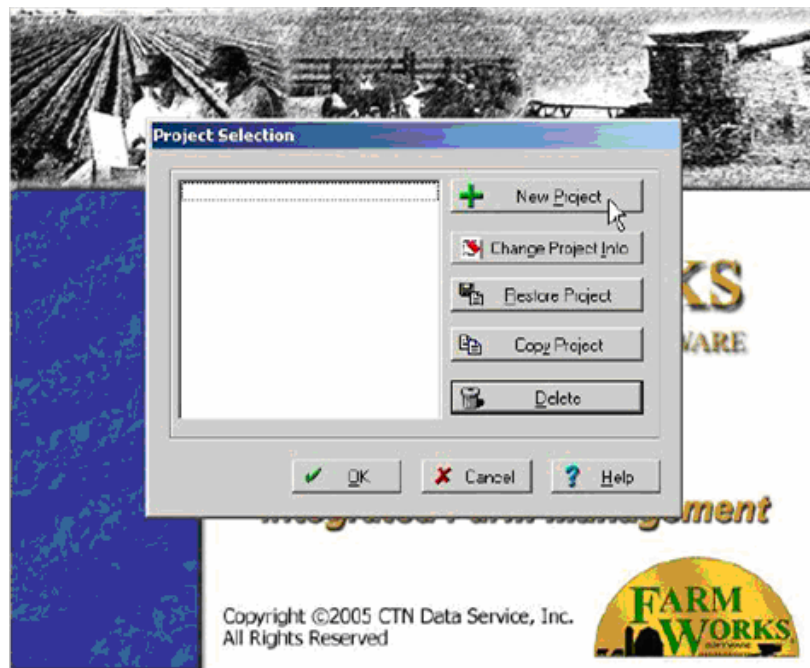 Project Selection
New Project
Change Project Info
Restore Project
Copy Project
Delete
KS
WARE
OK
Cancel
Help
Integrated Farm Management
Copyright ©2005 CTN Data Service, Inc.
All Rights Reserved
FARM
WORKS
SOFTWARE